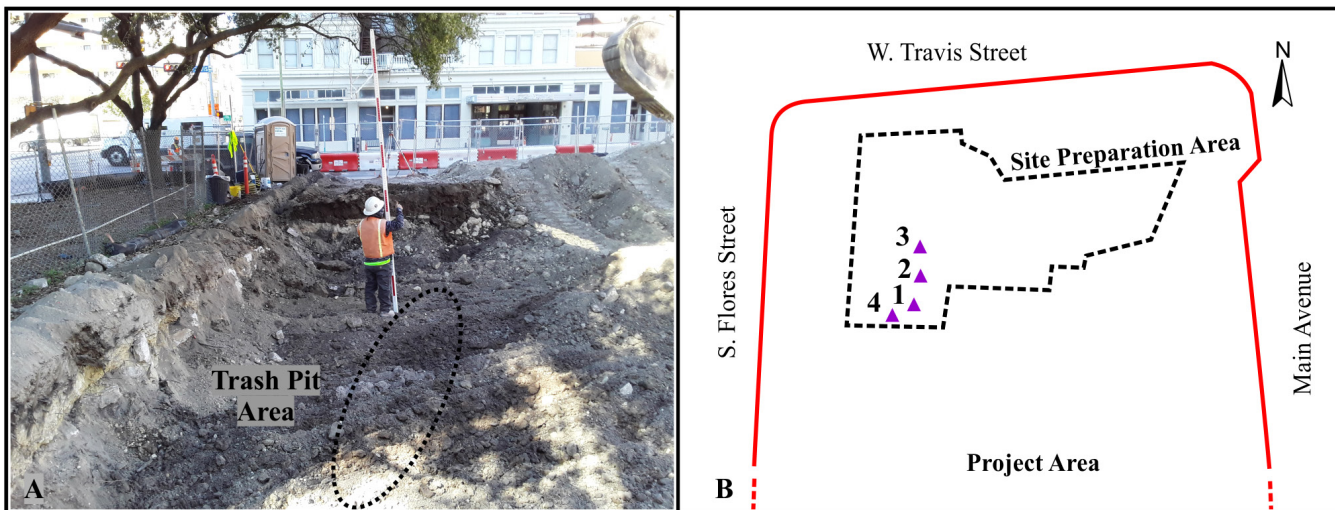 Trash Pit
Area
A
W. Travis Street
N
Site Preparation Area
S. Flores Street
3
2
1
4
Main Avenue
Project Area
B